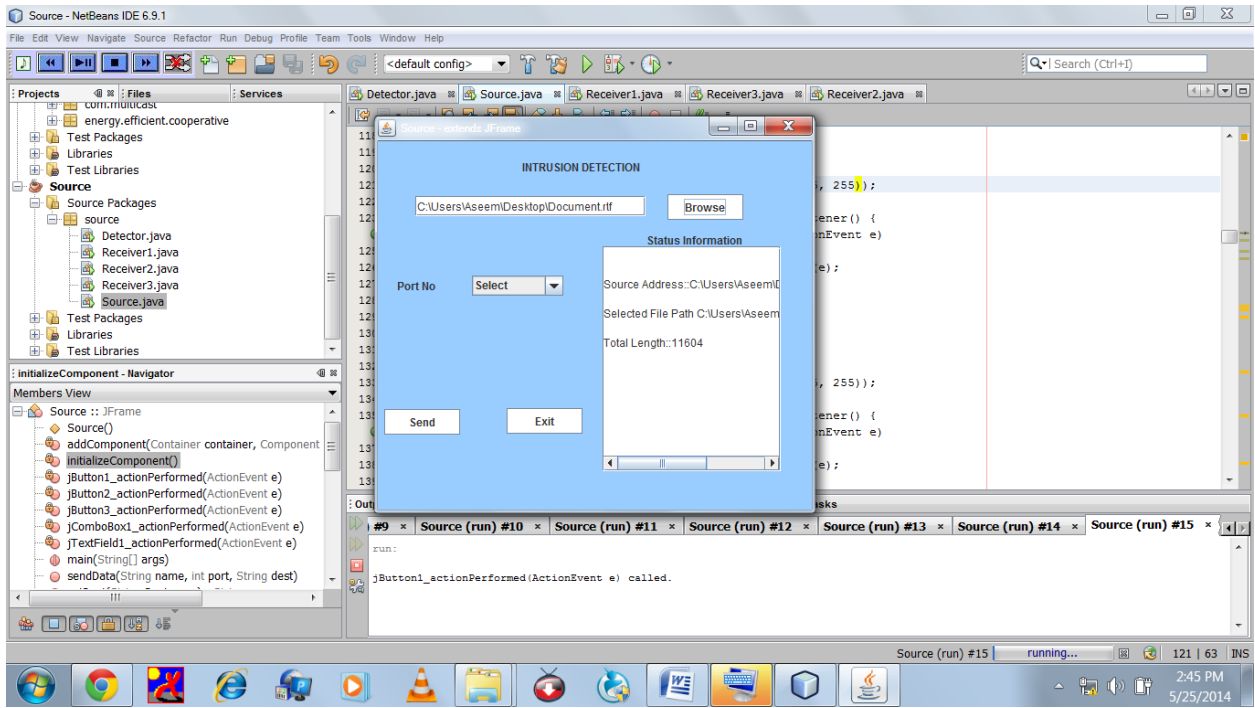 Source - NetBeans IDE 6.9.1
File Edit View Navigate Source Refactor Run Debug Profile Team Tools Window Help
<default config>
Search (Ctrl+I)
Projects Files Services
com.multicast
energy.efficient.cooperative
Test Packages
Libraries
Test Libraries
Source
Source Packages
source
Detector.java
Receiver1.java
Receiver2.java
Receiver3.java
Source.java
Test Packages
Libraries
Test Libraries
initializeComponent - Navigator
Members View
Source :: JFrame
Source()
addComponent(Container container, Component
initializeComponent()
jButton1_actionPerformed(ActionEvent e)
jButton2_actionPerformed(ActionEvent e)
jButton3_actionPerformed(ActionEvent e)
jComboBox1_actionPerformed(ActionEvent e)
jTextField1_actionPerformed(ActionEvent e)
main(String[] args)
sendData(String name, int port, String dest)
Detector.java Source.java Receiver1.java Receiver3.java Receiver2.java
Source - extends JFrame
INTRUSION DETECTION
C:\Users\Aseem\Desktop\Document.rtf Browse
Status Information
Port No Select
Source Address::C:\Users\Aseem\D
Selected File Path C:\Users\Aseem
Total Length::11604
Send Exit
, 255));
ener() {
onEvent e)
e);
, 255));
ener() {
onEvent e)
e);
Outp
asks
#9 Source (run) #10 Source (run) #11 Source (run) #12 Source (run) #13 Source (run) #14 Source (run) #15
run:
jButton1_actionPerformed(ActionEvent e) called.
Source (run) #15 running... 121 | 63 INS
2:45 PM
5/25/2014